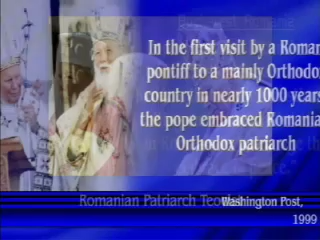 In the first visit by a Roman
pontiff to a mainly Orthodox
country in nearly 1000 years
the pope embraced Romania
Orthodox patriarch
Romanian Patriarch
Washington Post,
1999